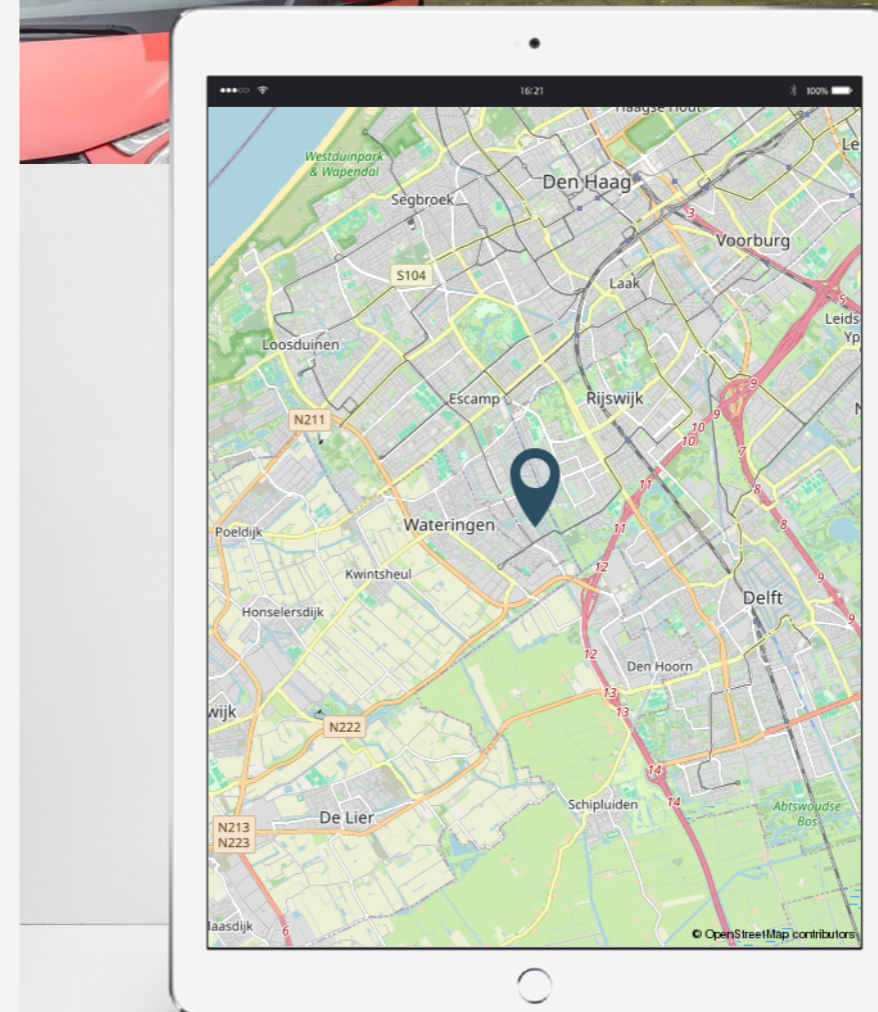 16:21
100%
Haagse Hout
Westduinpark
& Wapendal
Den Haag
Segbroek
3
Voorburg
S104
Laak
5
Leids
Yp
Loosduinen
9
Escamp
Rijswijk
9
N211
10
10
7
11
8
Wateringen
11
8
Poeldijk
12
Kwintsheul
9
Delft
Honselersdijk
9
12
Den Hoorn
13
wijk
13
N222
14
Schipluiden
14
Abtswoudse
Bos
De Lier
N213
N223
laasdijk
6
© OpenStreetMap contributors